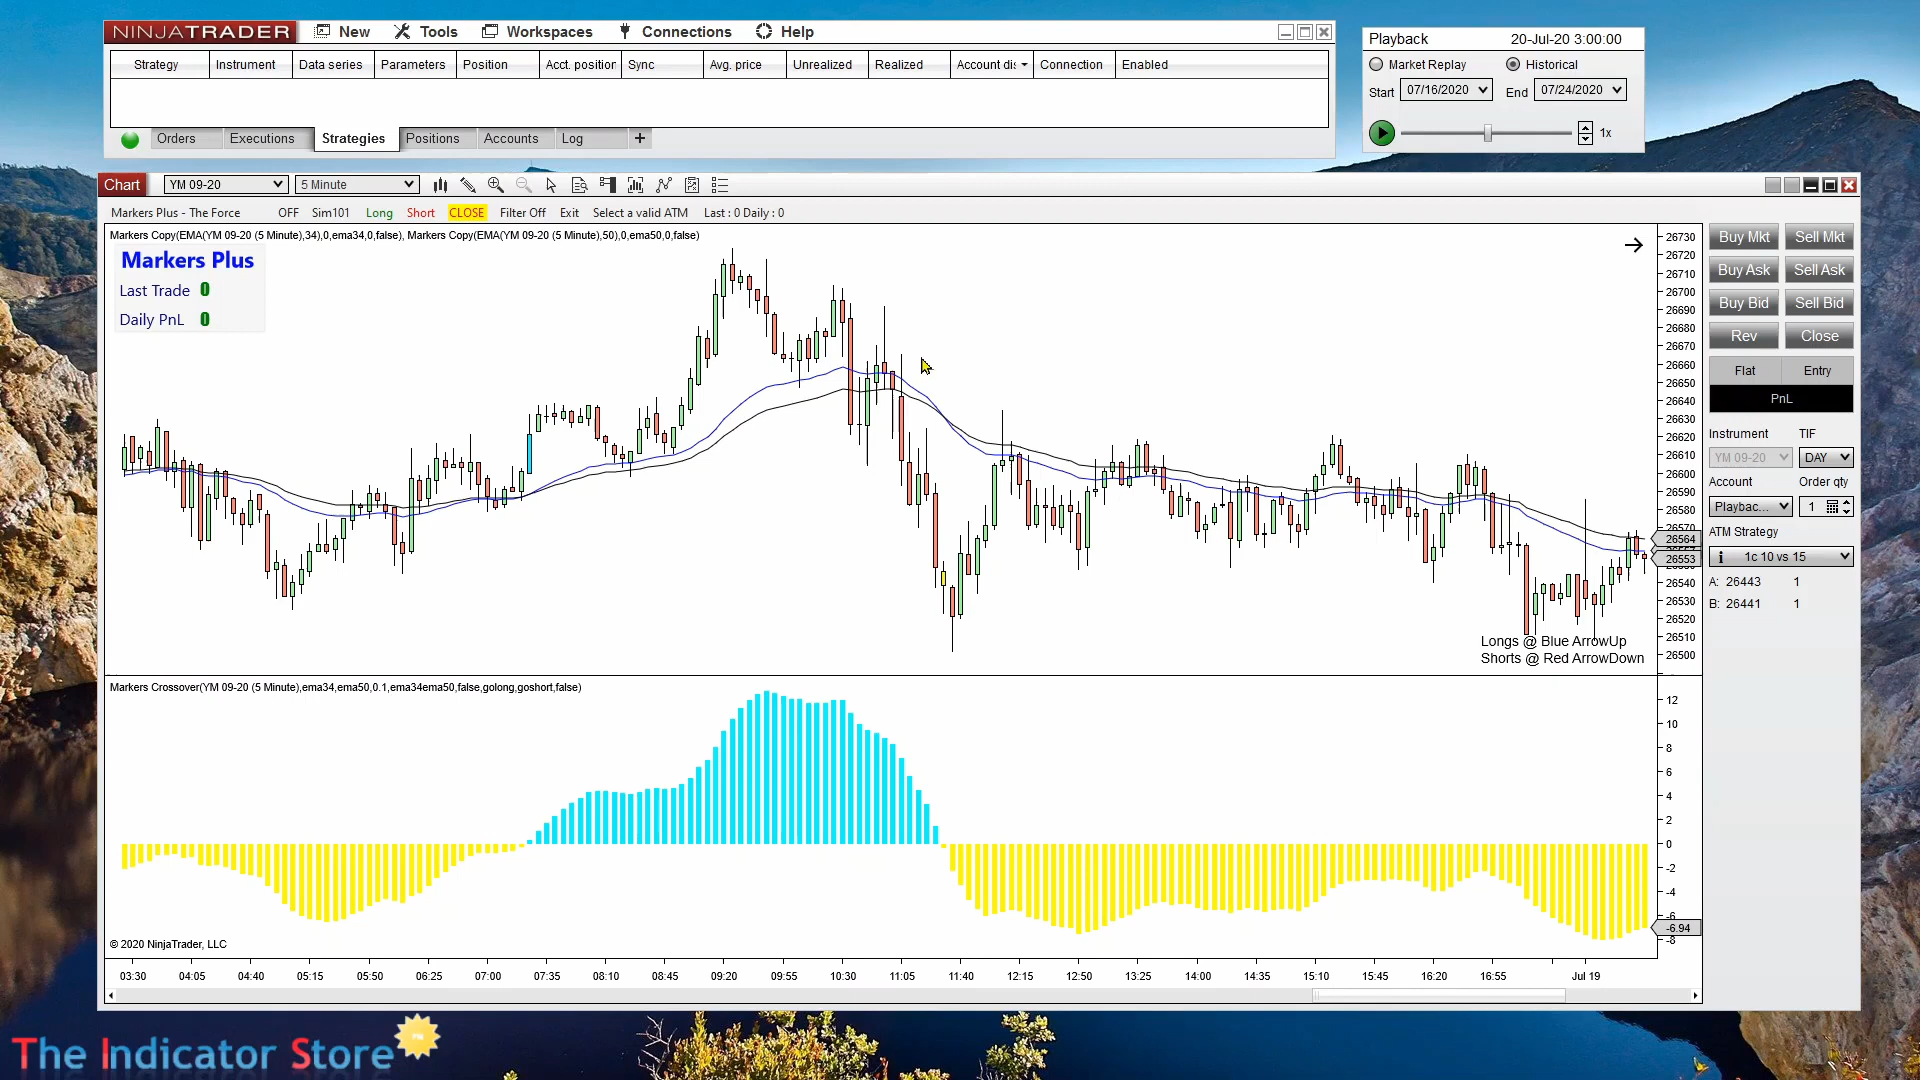 NINJATRADER New Tools Workspaces Connections Help
Strategy Instrument Data series Parameters Position Acct. position Sync Avg. price Unrealized Realized Account dis Connection Enabled
Orders Executions Strategies Positions Accounts Log +
Playback 20-Jul-20 3:00:00
Market Replay Historical
Start 07/16/2020 End 07/24/2020
1x
Chart YM 09-20 5 Minute
Markers Plus - The Force OFF Sim101 Long Short CLOSE Filter Off Exit Select a valid ATM Last : 0 Daily : 0
Markers Copy(EMA(YM 09-20 (5 Minute),34),0,ema34,0,false), Markers Copy(EMA(YM 09-20 (5 Minute),50),0,ema50,0,false)
Markers Plus
Last Trade 0
Daily PnL 0
26730
26720
26710
26700
26690
26680
26670
26660
26650
26640
26630
26620
26610
26600
26590
26580
26570
26564
26553
26540
26530
26520
26510
26500
Longs @ Blue ArrowUp
Shorts @ Red ArrowDown
Buy Mkt Sell Mkt
Buy Ask Sell Ask
Buy Bid Sell Bid
Rev Close
Flat Entry
PnL
Instrument TIF
YM 09-20 DAY
Account Order qty
Playbac... 1
ATM Strategy
1c 10 vs 15
A: 26443 1
B: 26441 1
Markers Crossover(YM 09-20 (5 Minute),ema34,ema50,0.1,ema34ema50,false,golong,goshort,false)
12
10
8
6
4
2
0
-2
-4
-6
-6.94
-8
© 2020 NinjaTrader, LLC
03:30 04:05 04:40 05:15 05:50 06:25 07:00 07:35 08:10 08:45 09:20 09:55 10:30 11:05 11:40 12:15 12:50 13:25 14:00 14:35 15:10 15:45 16:20 16:55 Jul 19
The Indicator Store